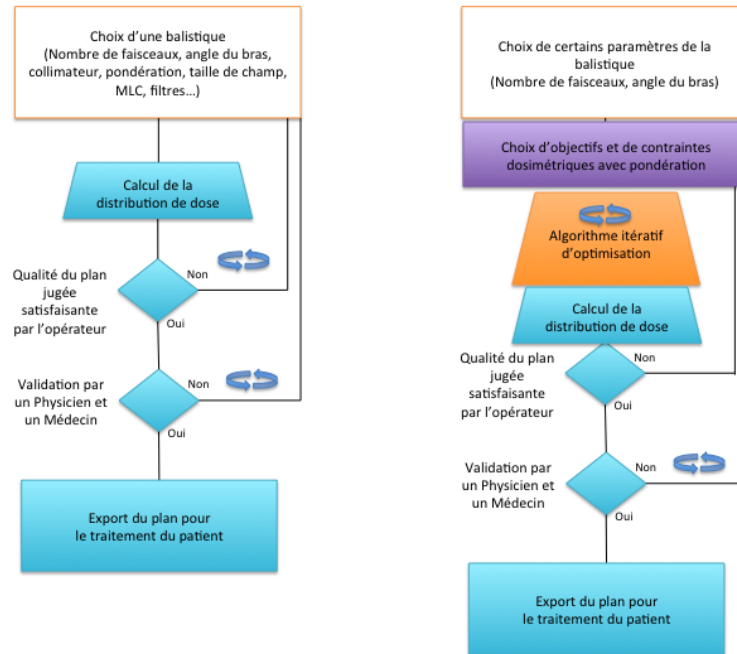 Choix d'une balistique
(Nombre de faisceaux, angle du bras,
collimateur, pondération, taille de champ,
MLC, filtres...)
Calcul de la
distribution de dose
Qualité du plan
jugée
satisfaisante
par l'opérateur
Non
Oui
Validation par
un Physicien et
un Médecin
Non
Oui
Export du plan pour
le traitement du patient
Choix de certains paramètres de la
balistique
(Nombre de faisceaux, angle du bras)
Choix d'objectifs et de contraintes
dosimétriques avec pondération
Algorithme itératif
d'optimisation
Calcul de la
distribution de dose
Qualité du plan
jugée
satisfaisante
par l'opérateur
Non
Oui
Validation par
un Physicien et
un Médecin
Non
Oui
Export du plan pour
le traitement du patient